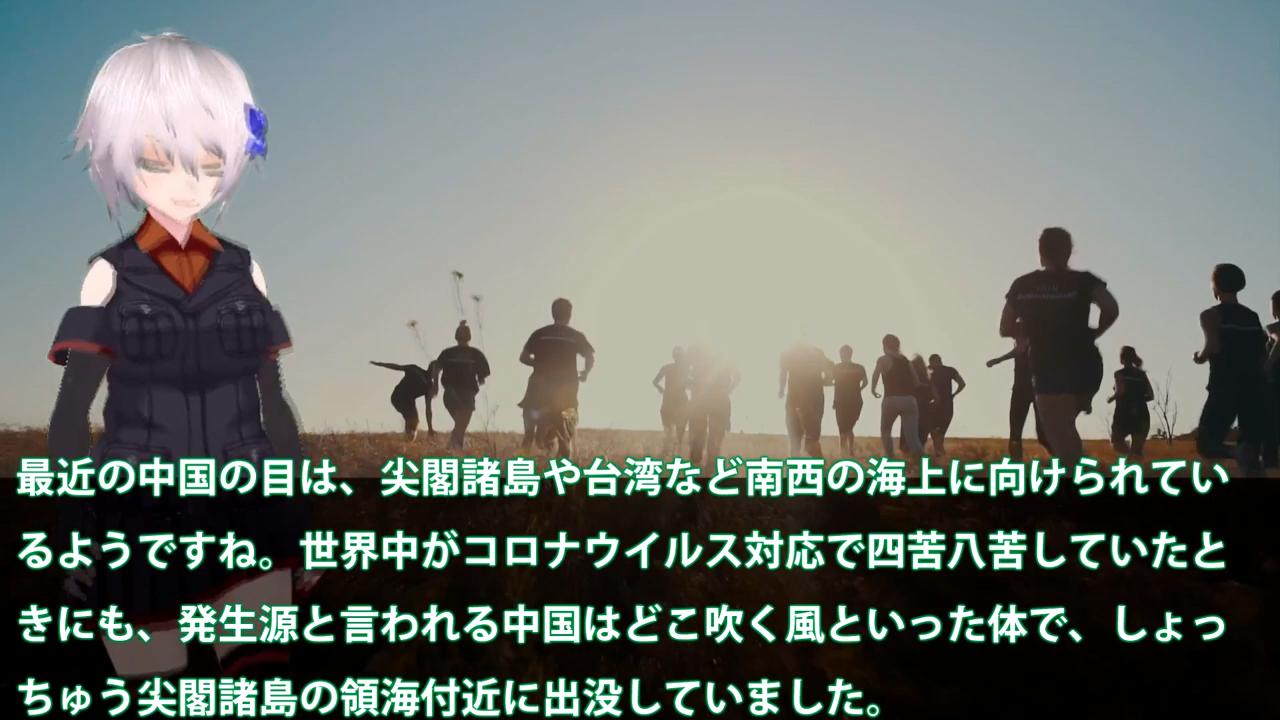 最近の中国の目は、尖閣諸島や台湾など南西の海上に向けられてい
るようですね。世界中がコロナウイルス対応で四苦八苦していたと
きにも、発生源と言われる中国はどこ吹く風といった体で、しょっ
ちゅう尖閣諸島の領海付近に出没していました。